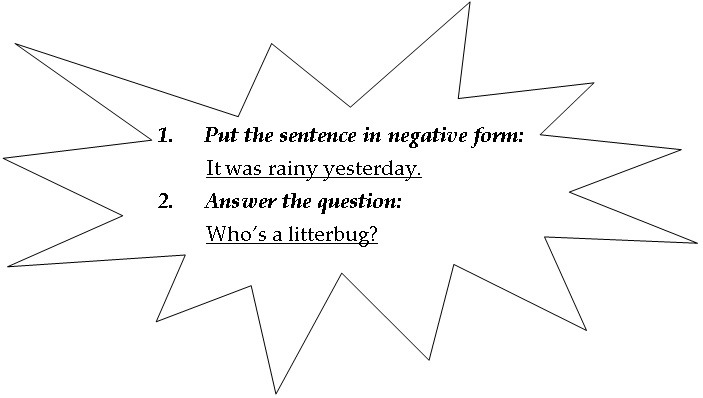 1. Put the sentence in negative form:
It was rainy yesterday.
2. Answer the question:
Who's a litterbug?